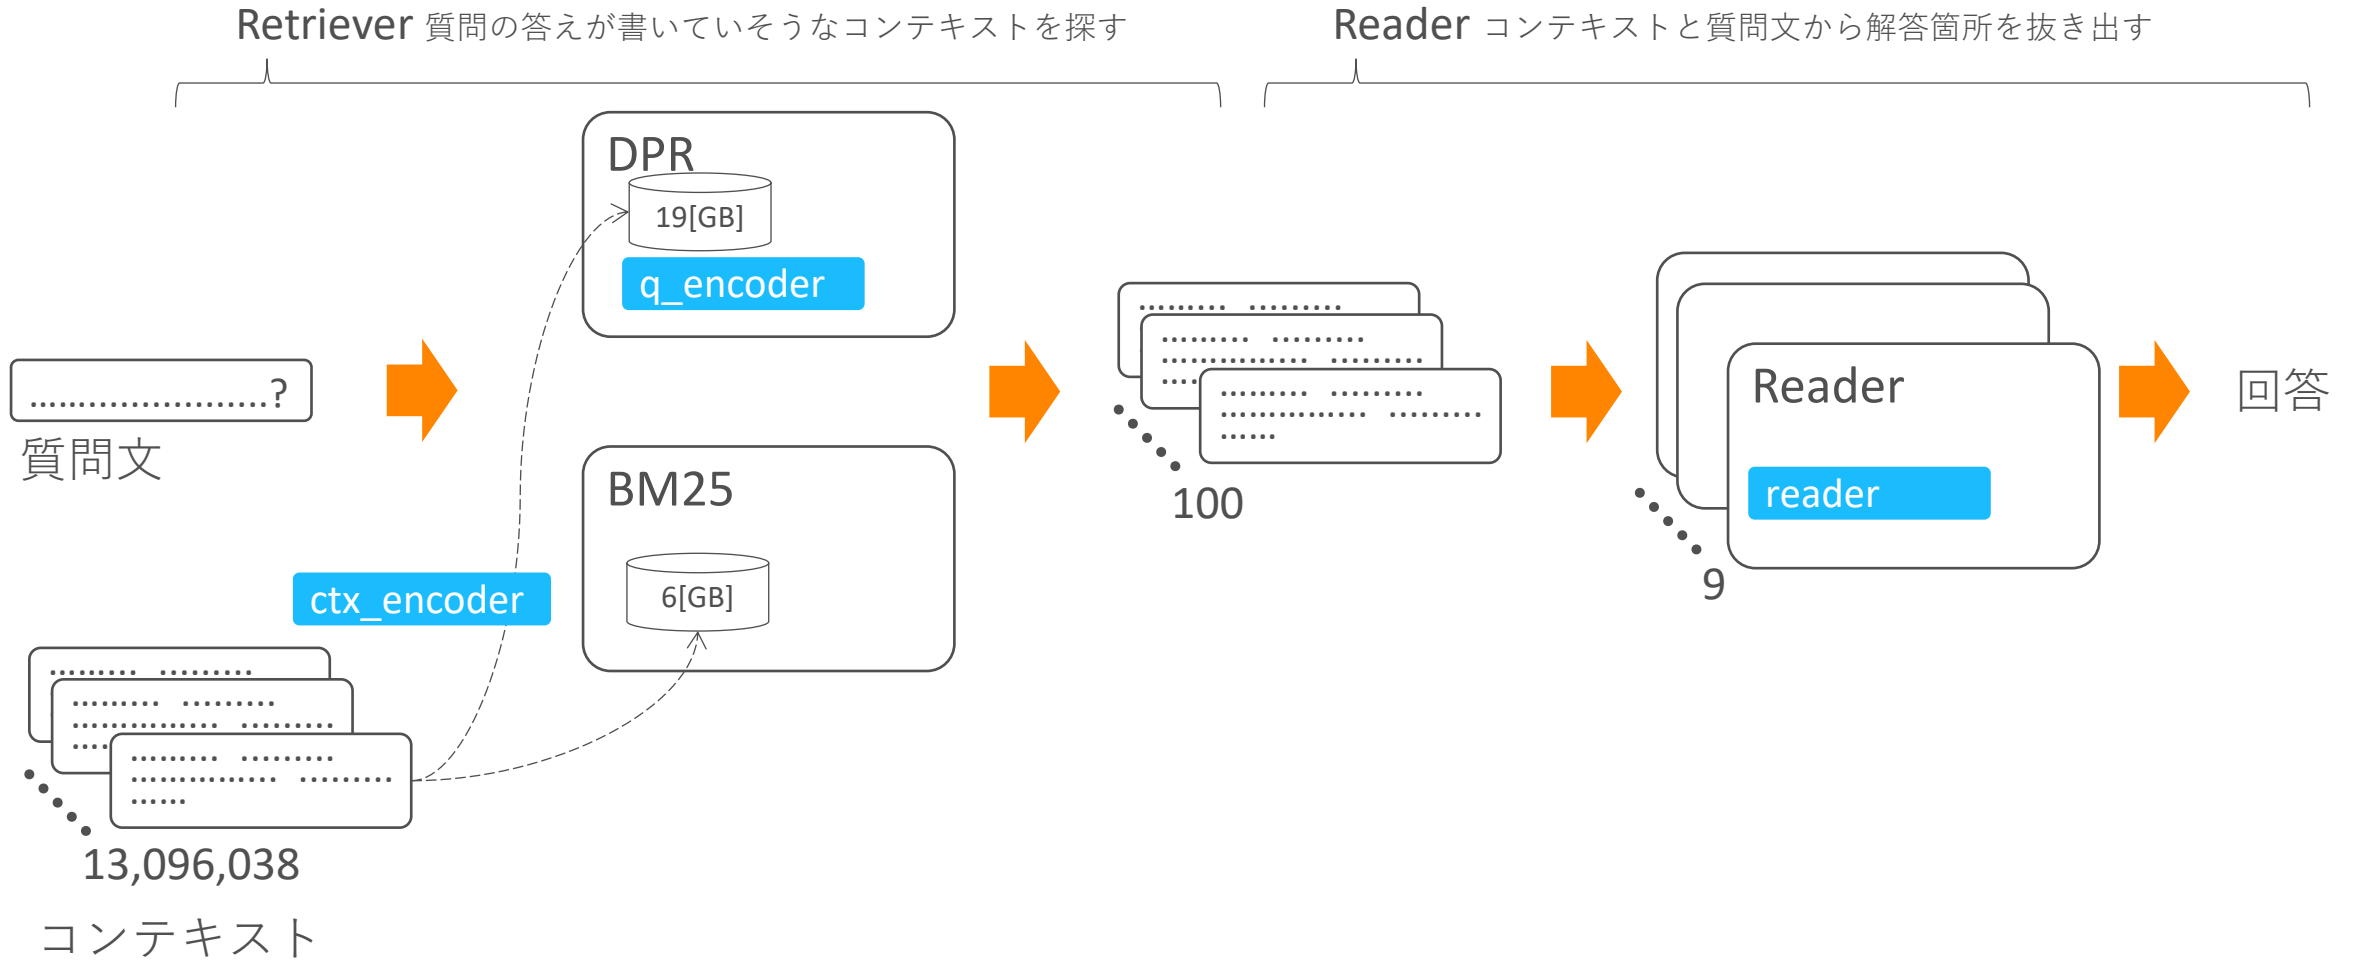 Retriever 質問の答えが書いていそうなコンテキストを探す
Reader コンテキストと質問文から解答箇所を抜き出す
DPR
19[GB]
q_encoder
......................?
質問文
BM25
6[GB]
ctx_encoder
13,096,038
コンテキスト
100
Reader
reader
9
回答